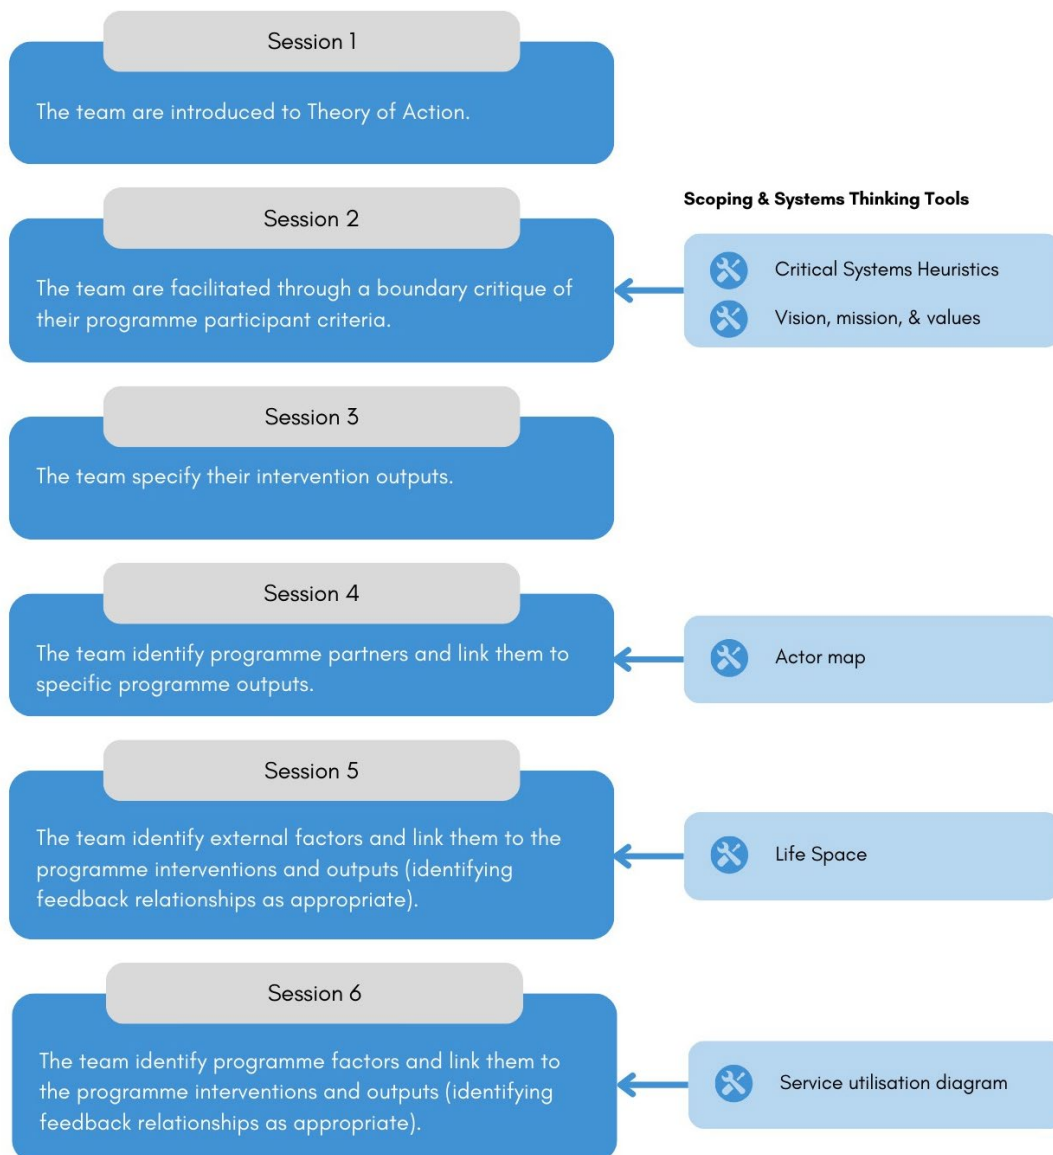 Session 1
The team are introduced to Theory of Action.
Session 2
The team are facilitated through a boundary critique of
their programme participant criteria.
Scoping & Systems Thinking Tools
Critical Systems Heuristics
Vision, mission, & values
Session 3
The team specify their intervention outputs.
Session 4
The team identify programme partners and link them to
specific programme outputs.
Actor map
Session 5
The team identify external factors and link them to the
programme interventions and outputs (identifying
feedback relationships as appropriate).
Life Space
Session 6
The team identify programme factors and link them to
the programme interventions and outputs (identifying
feedback relationships as appropriate).
Service utilisation diagram